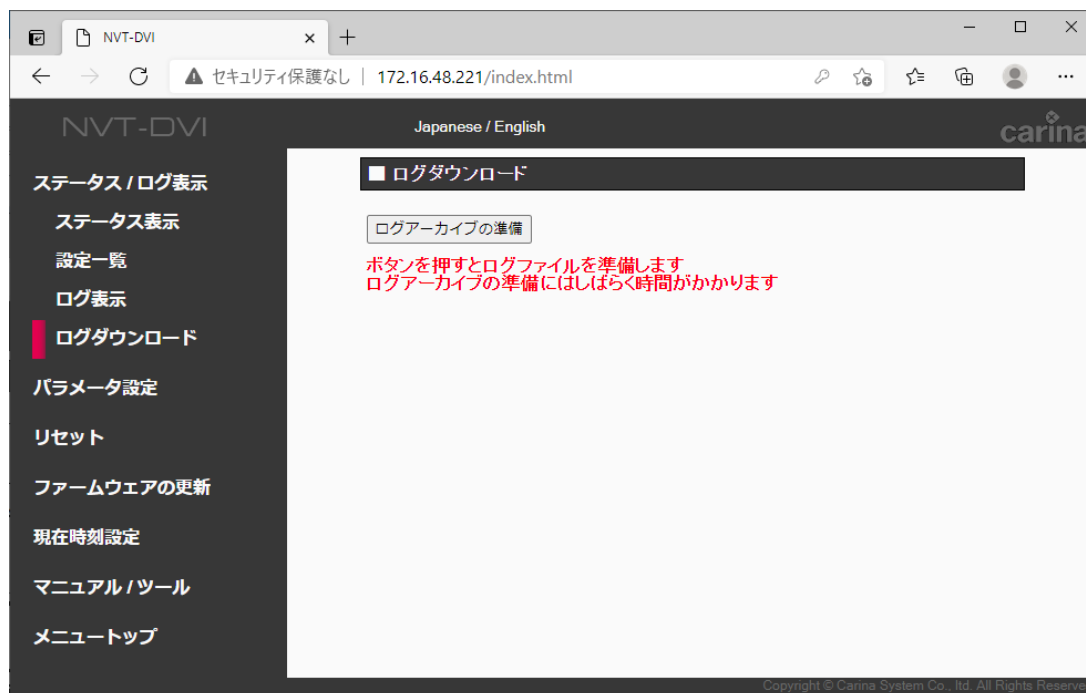 NVT-DVI
セキュリティ保護なし | 172.16.48.221/index.html
NVT-DVI
Japanese / English
carina
ステータス / ログ表示
ステータス表示
設定一覧
ログ表示
ログダウンロード
パラメータ設定
リセット
ファームウェアの更新
現在時刻設定
マニュアル / ツール
メニュートップ
■ ログダウンロード
ログアーカイブの準備
ボタンを押すとログファイルを準備します
ログアーカイブの準備にはしばらく時間がかかります
Copyright © Carina System Co., ltd. All Rights Reserve